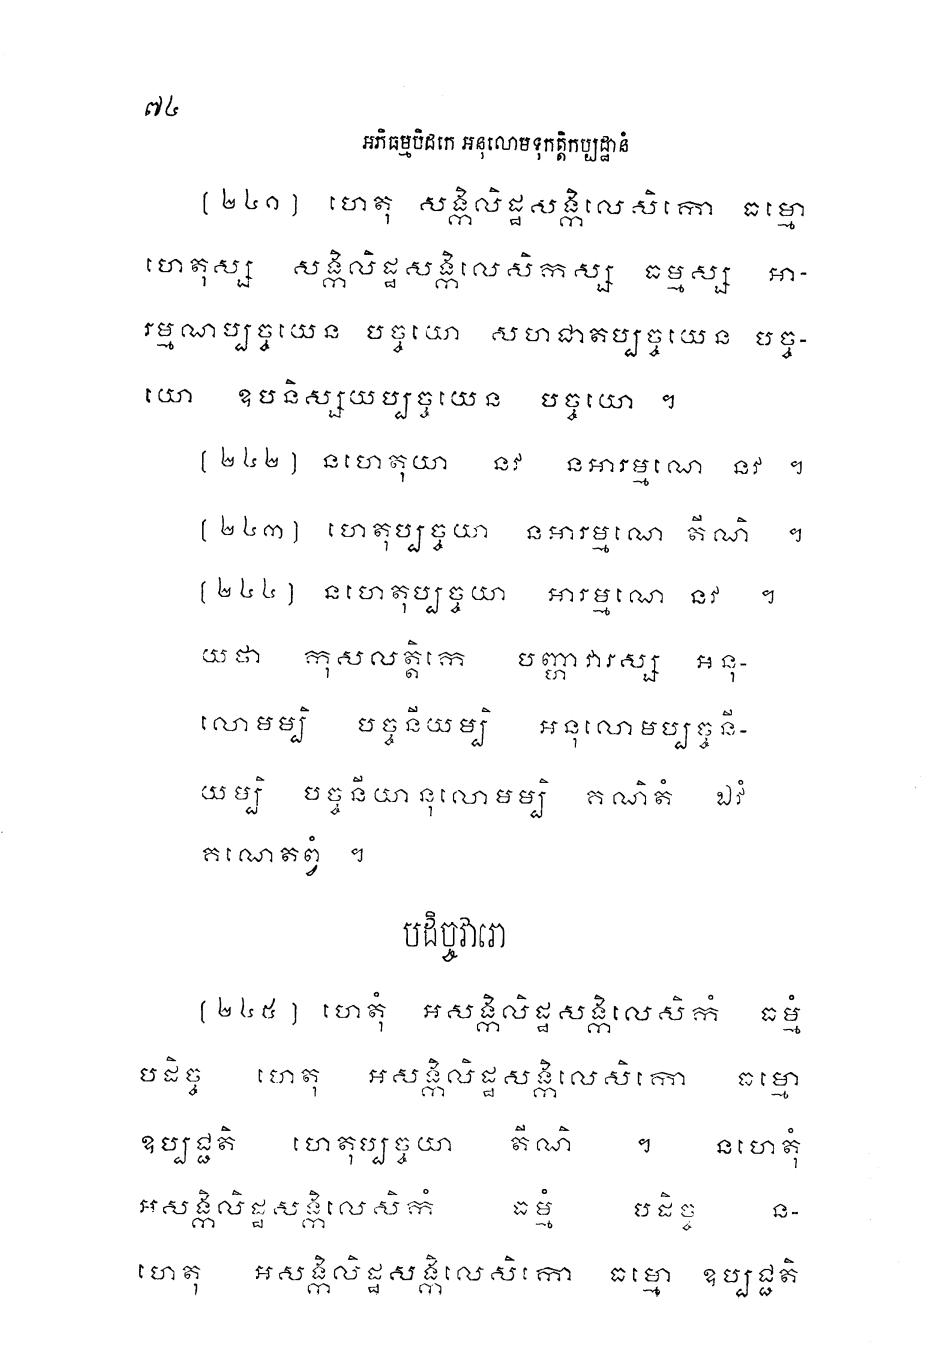 ៧៤
អភិធម្មបិដកេ អនុលោមទុកត្តិកប្បដ្ឋានំ
[២៤១] ហេតុ សង្កិលិដ្ឋសង្កិលេសិកោ ធម្មោ
ហេតុស្ស សង្កិលិដ្ឋសង្កិលេសិកស្ស ធម្មស្ស អា-
រម្មណប្បច្ចយេន បច្ចយោ សហជាតប្បច្ចយេន បច្ច-
យោ ឧបនិស្សយប្បច្ចយេន បច្ចយោ ។
[២៤២] នហេតុយា នវ នអារម្មណេ នវ ។
[២៤៣] ហេតុប្បច្ចយា នអារម្មណេ តីណិ ។
[២៤៤] នហេតុប្បច្ចយា អារម្មណេ នវ ។
យថា កុសលត្តិកេ បញ្ហាវារស្ស អនុ-
លោមម្បិ បច្ចនីយម្បិ អនុលោមប្បច្ចនី-
យម្បិ បច្ចនីយានុលោមម្បិ គណិតំ ឯវំ
គណេតព្វំ ។
បដិច្ចវារោ
[២៤៥] ហេតុំ អសង្កិលិដ្ឋសង្កិលេសិកំ ធម្មំ
បដិច្ច ហេតុ អសង្កិលិដ្ឋសង្កិលេសិកោ ធម្មោ
ឧប្បជ្ជតិ ហេតុប្បច្ចយា តីណិ ។ នហេតុំ
អសង្កិលិដ្ឋសង្កិលេសិកំ ធម្មំ បដិច្ច ន-
ហេតុ អសង្កិលិដ្ឋសង្កិលេសិកោ ធម្មោ ឧប្បជ្ជតិ